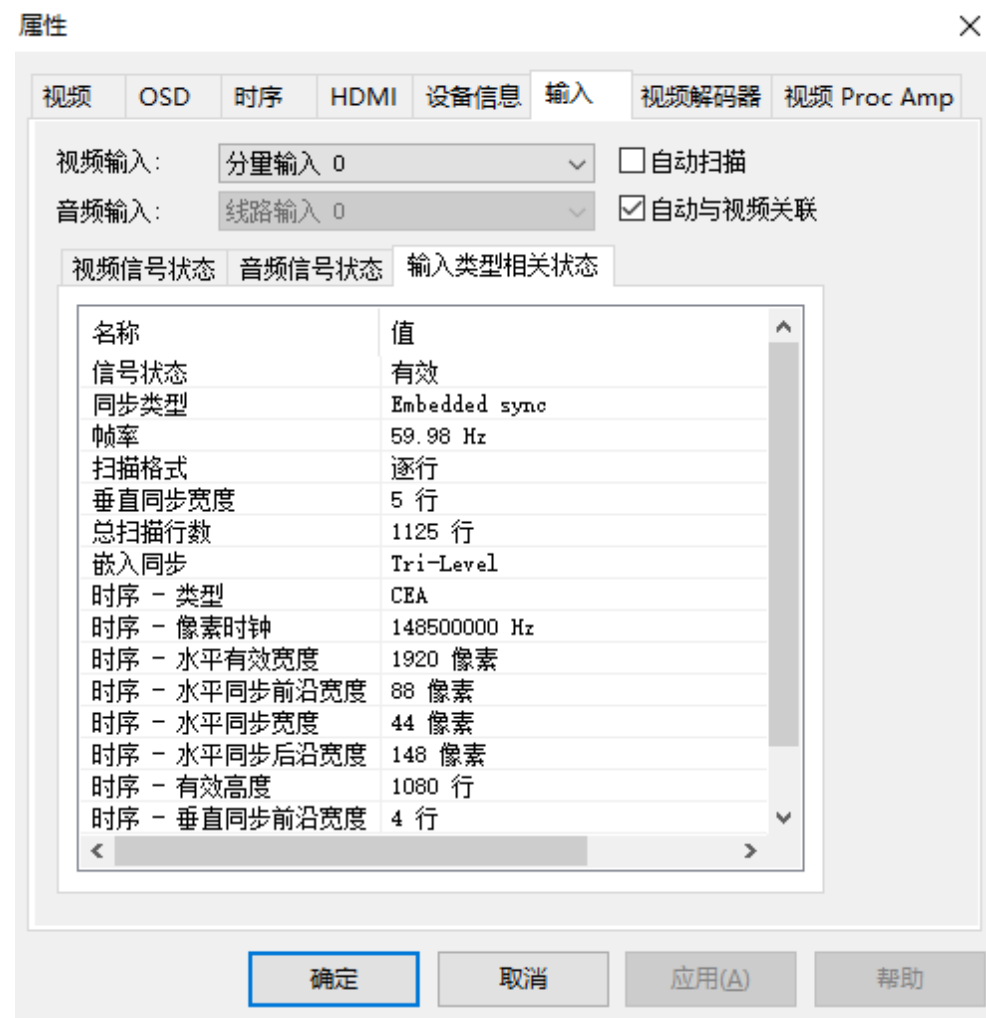 属性
视频 OSD 时序 HDMI 设备信息 输入 视频解码器 视频 Proc Amp
视频输入: 分量输入 0 自动扫描
音频输入: 线路输入 0 自动与视频关联
视频信号状态 音频信号状态 输入类型相关状态
名称 值
信号状态 有效
同步类型 Embedded sync
帧率 59.98 Hz
扫描格式 逐行
垂直同步宽度 5 行
总扫描行数 1125 行
嵌入同步 Tri-Level
时序 - 类型 CEA
时序 - 像素时钟 148500000 Hz
时序 - 水平有效宽度 1920 像素
时序 - 水平同步前沿宽度 88 像素
时序 - 水平同步宽度 44 像素
时序 - 水平同步后沿宽度 148 像素
时序 - 有效高度 1080 行
时序 - 垂直同步前沿宽度 4 行
确定 取消 应用(A) 帮助